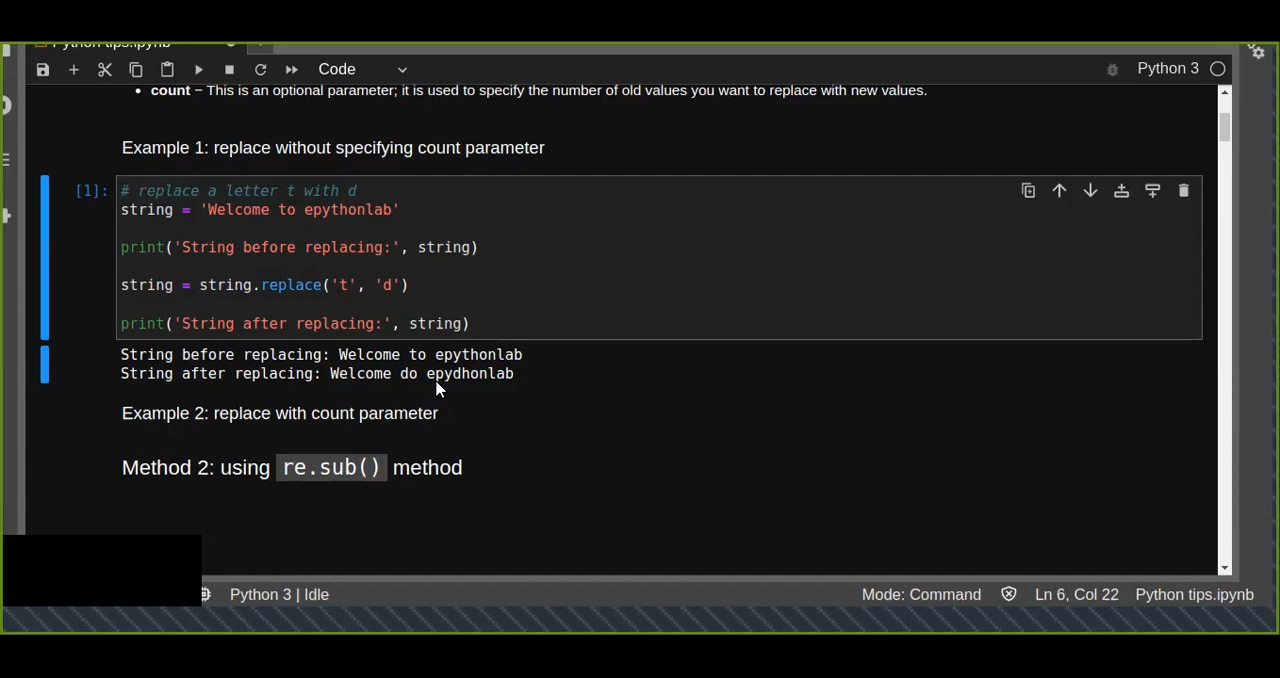 Python tips.ipynb
Code
Python 3
• count − This is an optional parameter; it is used to specify the number of old values you want to replace with new values.
Example 1: replace without specifying count parameter
[1]:
# replace a letter t with d
string = 'Welcome to epythonlab'
print('String before replacing:', string)
string = string.replace('t', 'd')
print('String after replacing:', string)
String before replacing: Welcome to epythonlab
String after replacing: Welcome do epydhonlab
Example 2: replace with count parameter
Method 2: using re.sub() method
Python 3 | Idle
Mode: Command
Ln 6, Col 22
Python tips.ipynb